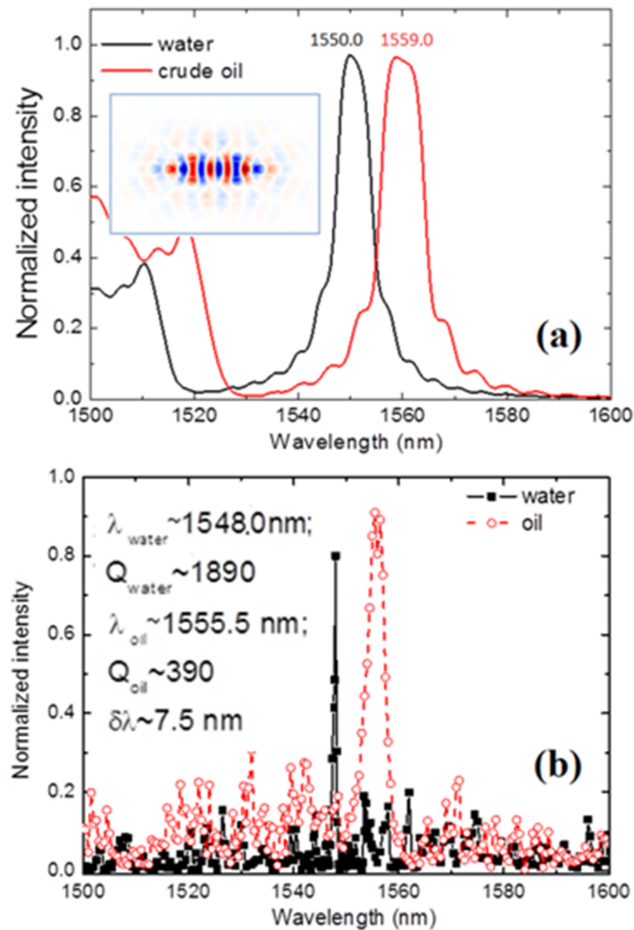 1.0
0.8
0.6
0.4
0.2
0.0
Normalized intensity
water
crude oil
1550.0
1559.0
(a)
1500
1520
1540
1560
1580
1600
Wavelength (nm)
1.0
0.8
0.6
0.4
0.2
0.0
Normalized intensity
λwater~1548.0nm;
Qwater~1890
λoil~1555.5 nm;
Qoil~390
δλ~7.5 nm
water
oil
(b)
1500
1520
1540
1560
1580
1600
Wavelength (nm)